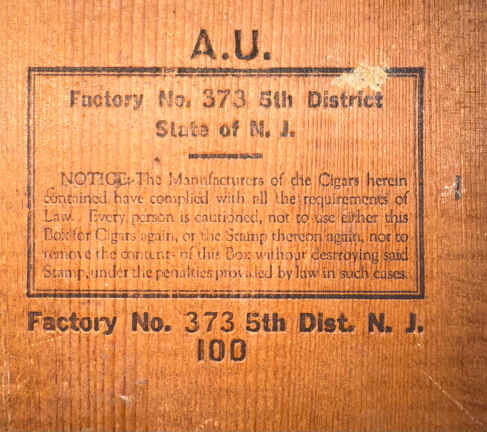 A.U.
Factory No. 373 5th District
State of N. J.
NOTICE:-The Manufacturers of the Cigars herein
contained have complied with all the requirements of
Law. Every person is cautioned, not to use either this
Box for Cigars again, or the Stamp thereon again, not to
remove the contents of this Box without destroying said
Stamp, under the penalties provided by law in such cases.
Factory No. 373 5th Dist. N. J.
100